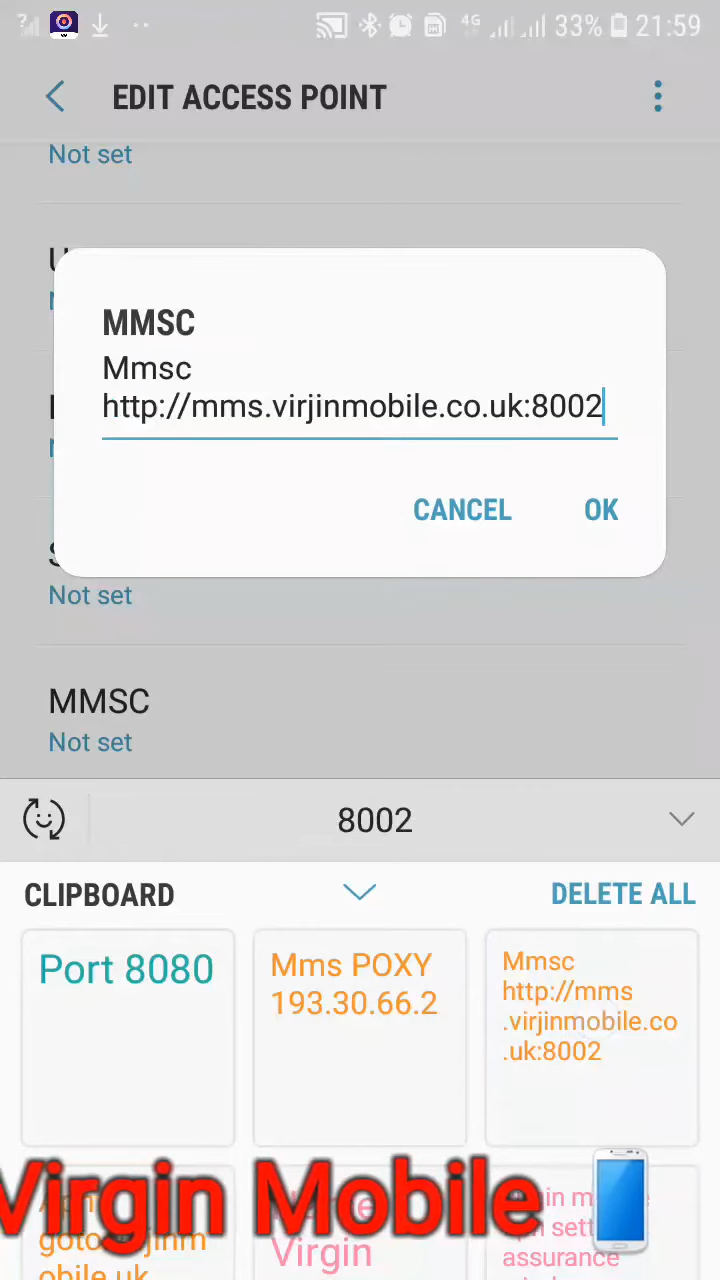 4G 33% 21:59
EDIT ACCESS POINT
Not set
MMSC
Mmsc
http://mms.virjinmobile.co.uk:8002
CANCEL OK
Not set
MMSC
Not set
8002
CLIPBOARD DELETE ALL
Port 8080
Mms POXY
193.30.66.2
Mmsc
http://mms
.virjinmobile.co
.uk:8002
Virgin Mobile
Virgin
assurance